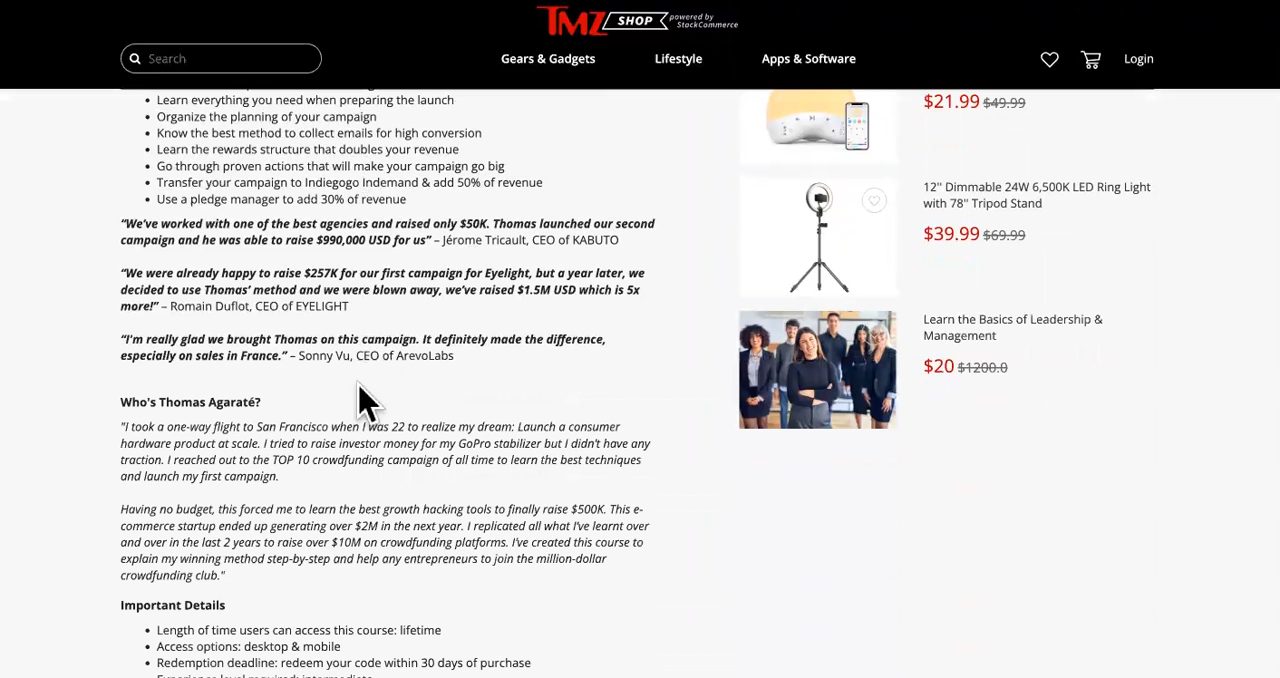 TMZ SHOP powered by StackCommerce
Search
Gears & Gadgets
Lifestyle
Apps & Software
Login
• Learn everything you need when preparing the launch
• Organize the planning of your campaign
• Know the best method to collect emails for high conversion
• Learn the rewards structure that doubles your revenue
• Go through proven actions that will make your campaign go big
• Transfer your campaign to Indiegogo Indemand & add 50% of revenue
• Use a pledge manager to add 30% of revenue
“We’ve worked with one of the best agencies and raised only $50K. Thomas launched our second
campaign and he was able to raise $990,000 USD for us” – Jérome Tricault, CEO of KABUTO
“We were already happy to raise $257K for our first campaign for Eyelight, but a year later, we
decided to use Thomas’ method and we were blown away, we’ve raised $1.5M USD which is 5x
more!” – Romain Duflot, CEO of EYELIGHT
“I'm really glad we brought Thomas on this campaign. It definitely made the difference,
especially on sales in France.” – Sonny Vu, CEO of ArevoLabs
Who's Thomas Agaraté?
"I took a one-way flight to San Francisco when I was 22 to realize my dream: Launch a consumer
hardware product at scale. I tried to raise investor money for my GoPro stabilizer but I didn’t have any
traction. I reached out to the TOP 10 crowdfunding campaign of all time to learn the best techniques
and launch my first campaign.
Having no budget, this forced me to learn the best growth hacking tools to finally raise $500K. This e-
commerce startup ended up generating over $2M in the next year. I replicated all what I’ve learnt over
and over in the last 2 years to raise over $10M on crowdfunding platforms. I’ve created this course to
explain my winning method step-by-step and help any entrepreneurs to join the million-dollar
crowdfunding club."
Important Details
• Length of time users can access this course: lifetime
• Access options: desktop & mobile
• Redemption deadline: redeem your code within 30 days of purchase
$21.99 $49.99
12" Dimmable 24W 6,500K LED Ring Light
with 78" Tripod Stand
$39.99 $69.99
Learn the Basics of Leadership &
Management
$20 $1200.0